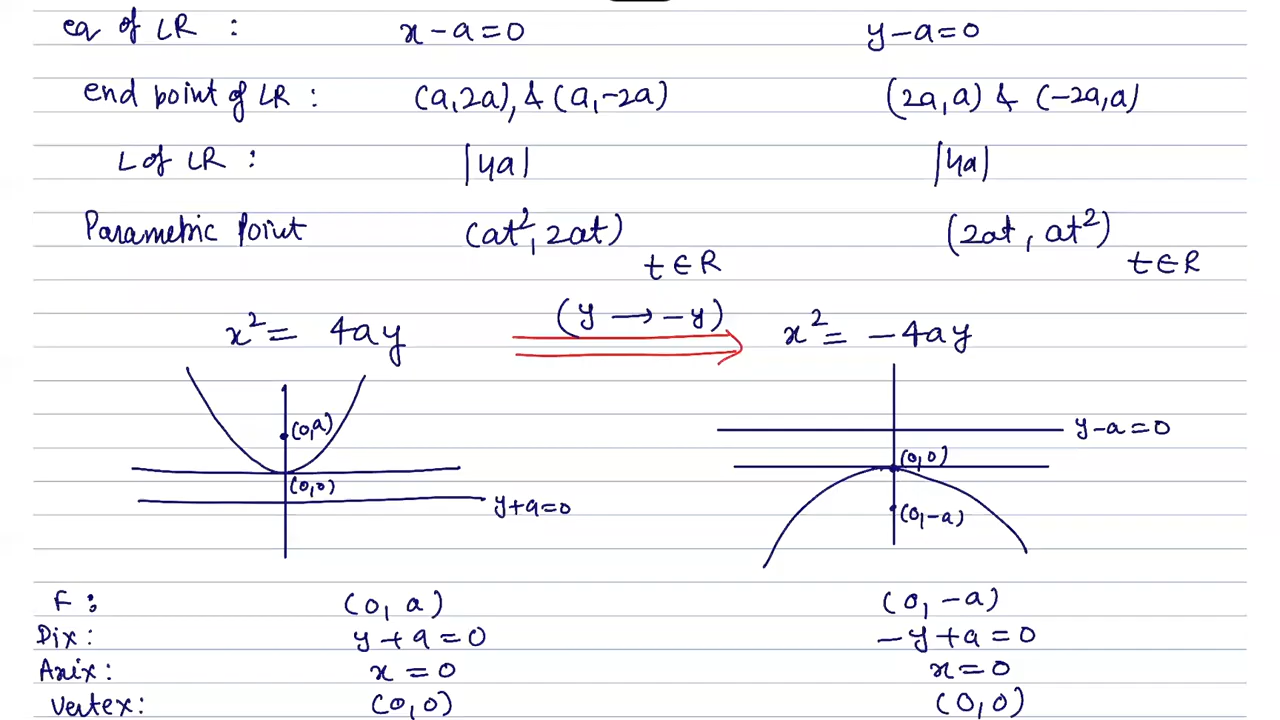 eq of LR : x - a = 0 y - a = 0
end point of LR : (a, 2a), & (a, -2a) (2a, a) & (-2a, a)
L of LR : |4a| |4a|
Parametric Point (at², 2at) (2at, at²)
t ∈ R t ∈ R
x² = 4ay (y → -y) x² = -4ay
(0,a) y-a=0
(0,0) (0,0)
y+a=0 (0,-a)
F : (0, a) (0, -a)
Dix : y + a = 0 -y + a = 0
Axix : x = 0 x = 0
Vertex : (0, 0) (0, 0)